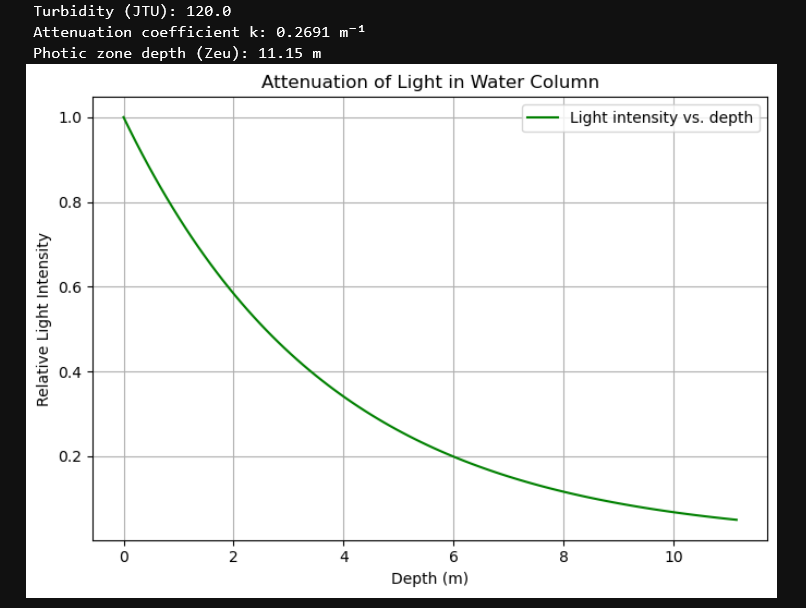 Turbidity (JTU): 120.0
Attenuation coefficient k: 0.2691 m⁻¹
Photic zone depth (Zeu): 11.15 m
Attenuation of Light in Water Column
Light intensity vs. depth
1.0
0.8
0.6
0.4
0.2
Relative Light Intensity
0 2 4 6 8 10
Depth (m)